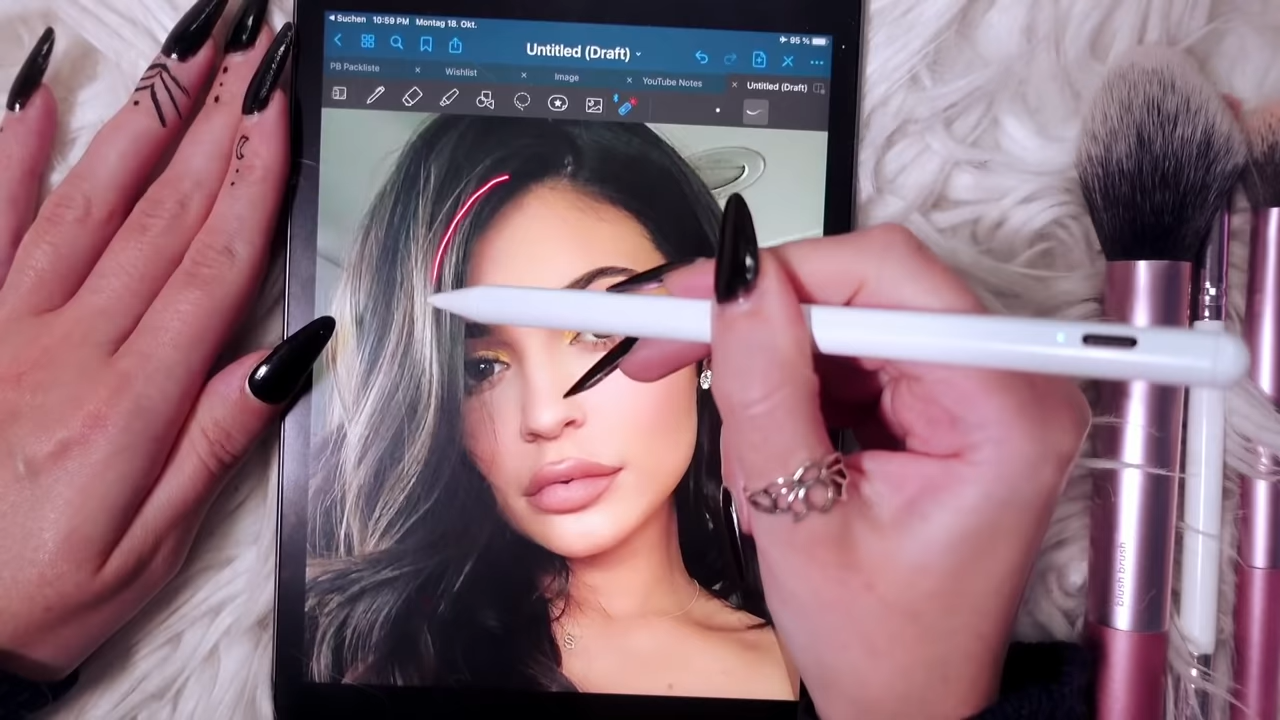 Suchen 10:59 PM Montag 18. Okt. 95 %
Untitled (Draft)
PB Packliste Wishlist Image YouTube Notes Untitled (Draft)
blush brush
S